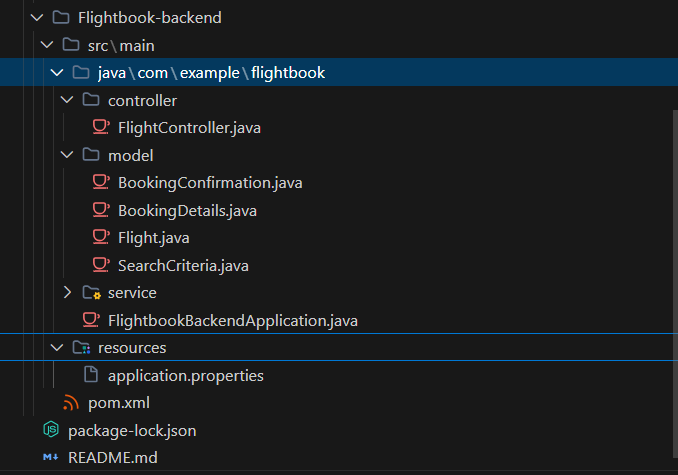 Flightbook-backend
src\main
java\com\example\flightbook
controller
FlightController.java
model
BookingConfirmation.java
BookingDetails.java
Flight.java
SearchCriteria.java
service
FlightbookBackendApplication.java
resources
application.properties
pom.xml
JS package-lock.json
M README.md